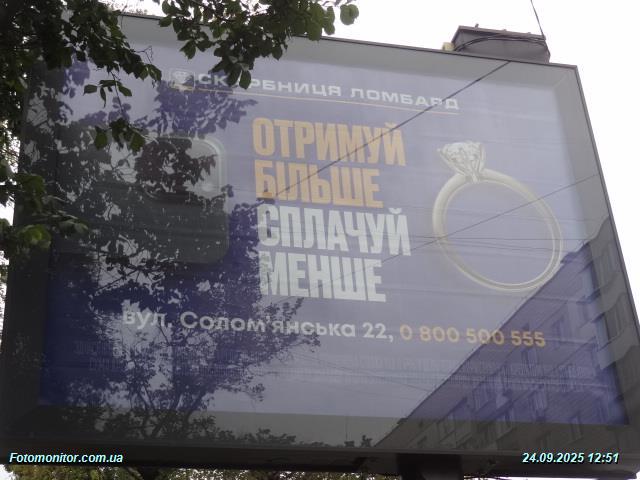 СКАРБНИЦЯ ЛОМБАРД
ОТРИМУЙ
БІЛЬШЕ
СПЛАЧУЙ
МЕНШЕ
вул. Солом'янська 22, 0 800 500 555
Fotomonitor.com.ua
24.09.2025 12:51